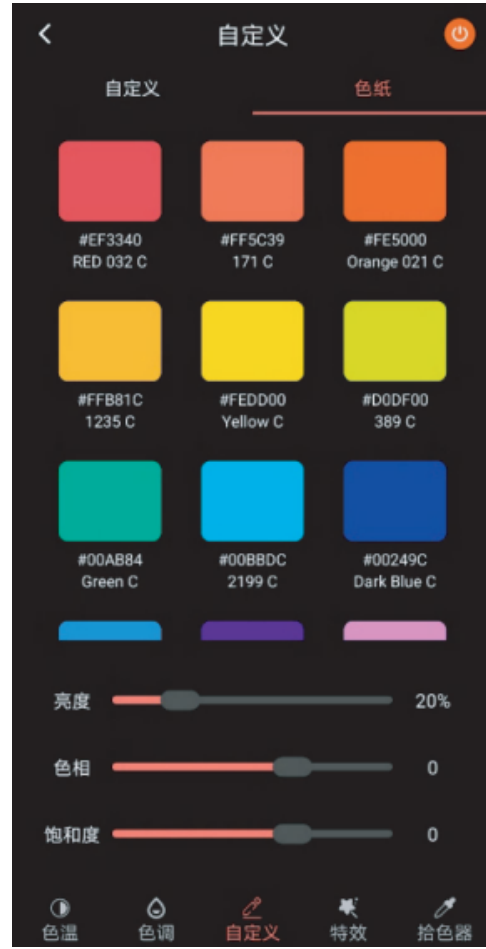 自定义
自定义 色纸
#EF3340 #FF5C39 #FE5000
RED 032 C 171 C Orange 021 C
#FFB81C #FEDD00 #D0DF00
1235 C Yellow C 389 C
#00AB84 #00BBDC #00249C
Green C 2199 C Dark Blue C
亮度 20%
色相 0
饱和度 0
色温 色调 自定义 特效 拾色器